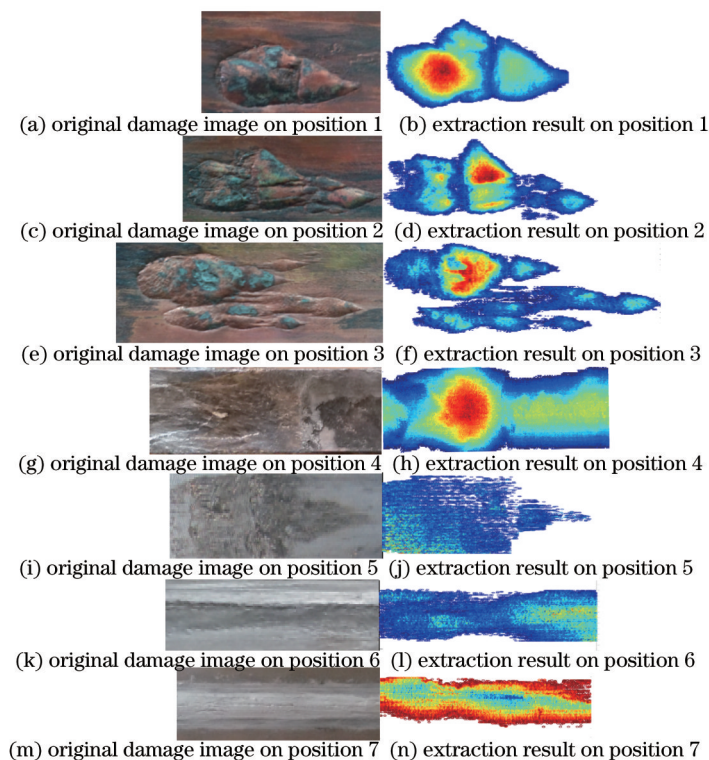 (a) original damage image on position 1 (b) extraction result on position 1
(c) original damage image on position 2 (d) extraction result on position 2
(e) original damage image on position 3 (f) extraction result on position 3
(g) original damage image on position 4 (h) extraction result on position 4
(i) original damage image on position 5 (j) extraction result on position 5
(k) original damage image on position 6 (l) extraction result on position 6
(m) original damage image on position 7 (n) extraction result on position 7